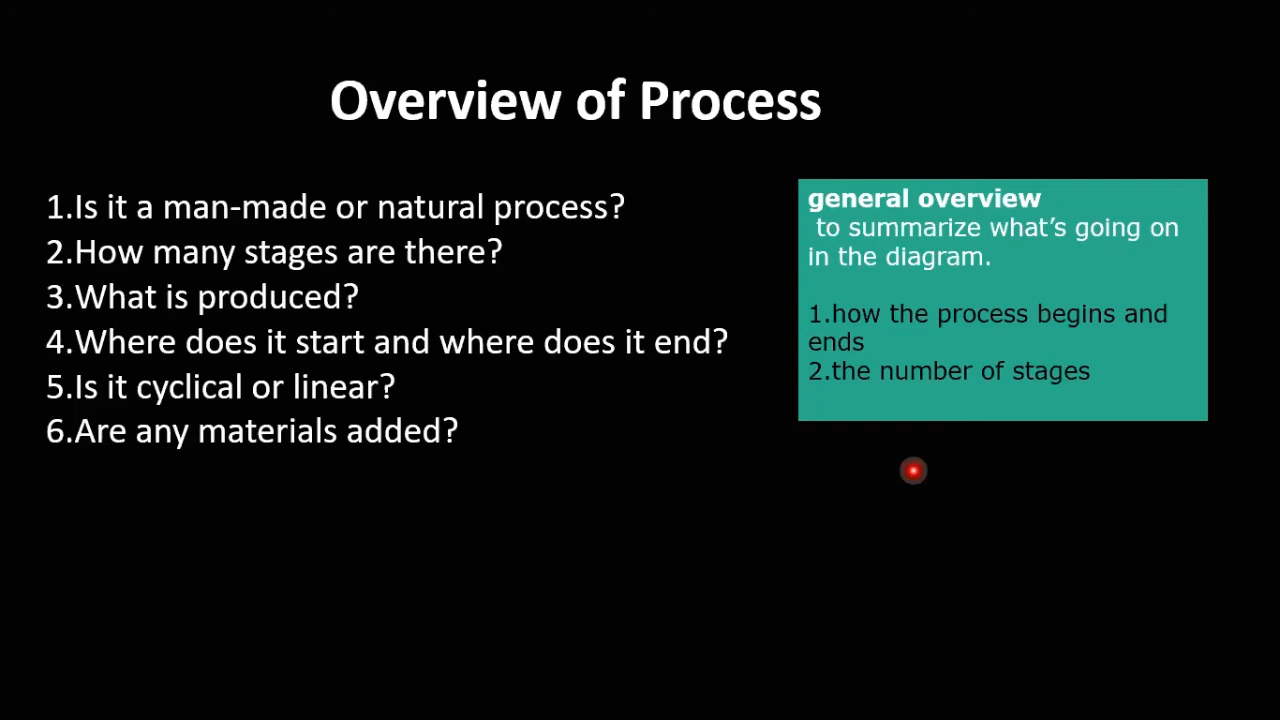 Overview of Process
1.Is it a man-made or natural process?
2.How many stages are there?
3.What is produced?
4.Where does it start and where does it end?
5.Is it cyclical or linear?
6.Are any materials added?
general overview
to summarize what's going on
in the diagram.
1.how the process begins and
ends
2.the number of stages